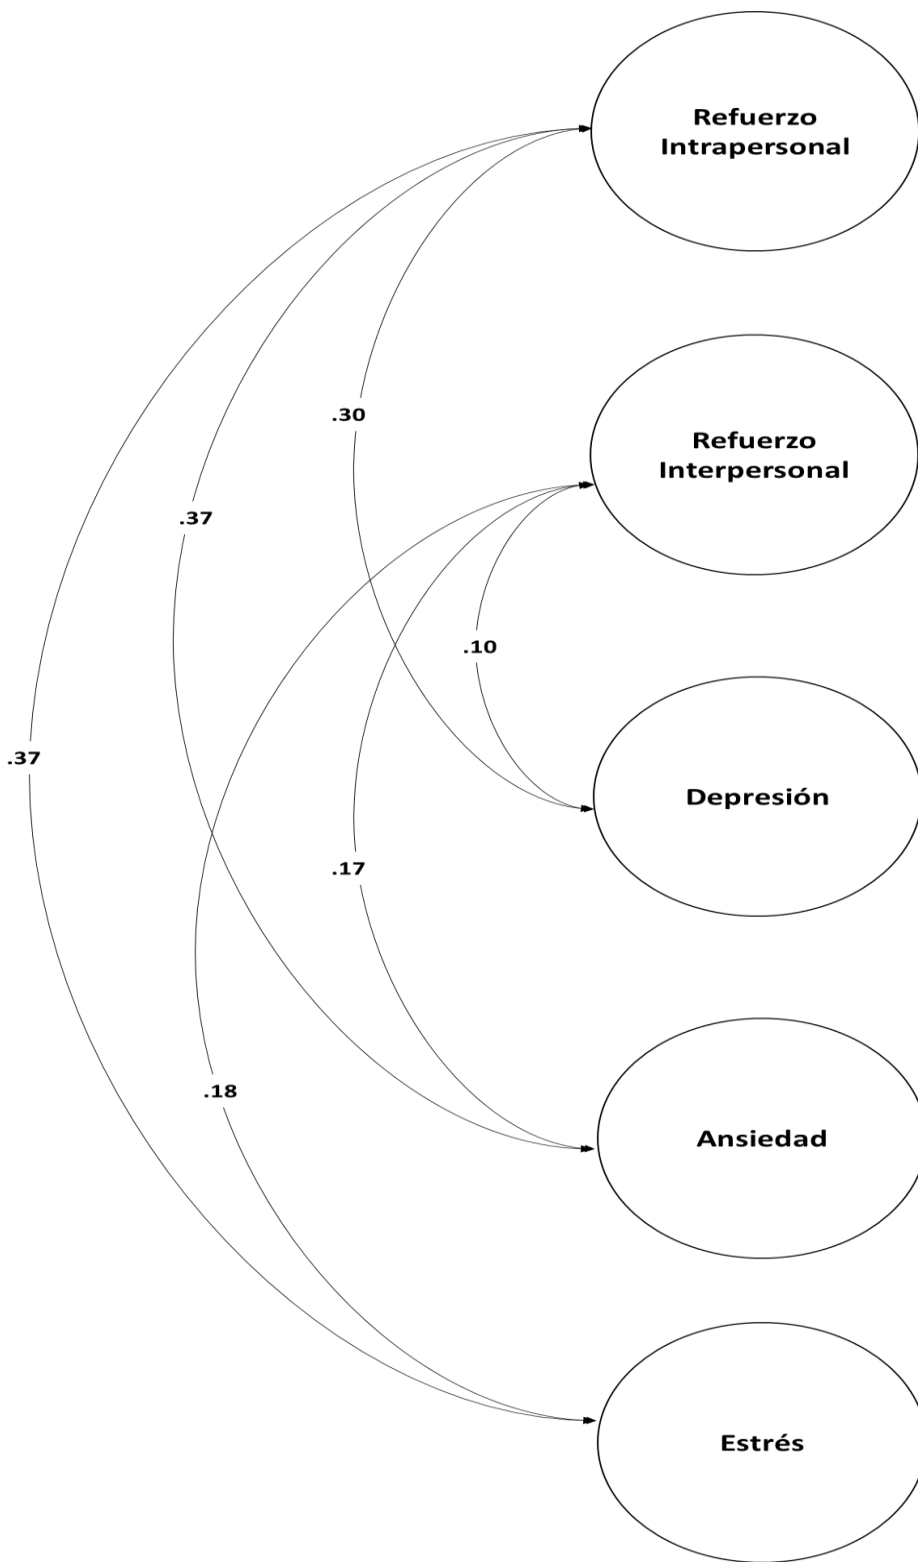 Refuerzo
Intrapersonal
.30
Refuerzo
Interpersonal
.37
.10
.37
Depresión
.17
.18
Ansiedad
Estrés